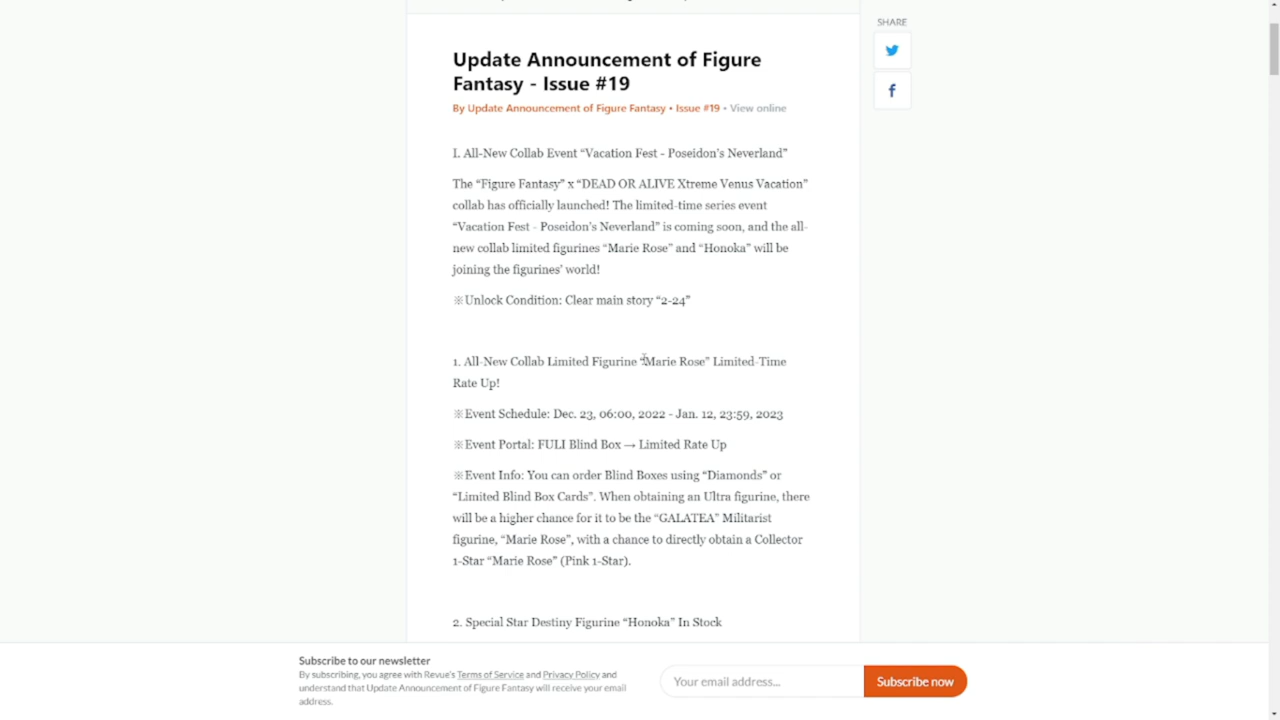 SHARE
Update Announcement of Figure
Fantasy - Issue #19
By Update Announcement of Figure Fantasy • Issue #19 • View online
I. All-New Collab Event “Vacation Fest - Poseidon’s Neverland”
The “Figure Fantasy” x “DEAD OR ALIVE Xtreme Venus Vacation”
collab has officially launched! The limited-time series event
“Vacation Fest - Poseidon’s Neverland” is coming soon, and the all-
new collab limited figurines “Marie Rose” and “Honoka” will be
joining the figurines’ world!
※Unlock Condition: Clear main story “2-24”
1. All-New Collab Limited Figurine “Marie Rose” Limited-Time
Rate Up!
※Event Schedule: Dec. 23, 06:00, 2022 - Jan. 12, 23:59, 2023
※Event Portal: FULI Blind Box → Limited Rate Up
※Event Info: You can order Blind Boxes using “Diamonds” or
“Limited Blind Box Cards”. When obtaining an Ultra figurine, there
will be a higher chance for it to be the “GALATEA” Militarist
figurine, “Marie Rose”, with a chance to directly obtain a Collector
1-Star “Marie Rose” (Pink 1-Star).
2. Special Star Destiny Figurine “Honoka” In Stock
Subscribe to our newsletter
By subscribing, you agree with Revue’s Terms of Service and Privacy Policy and
understand that Update Announcement of Figure Fantasy will receive your email
address.
Your email address...
Subscribe now